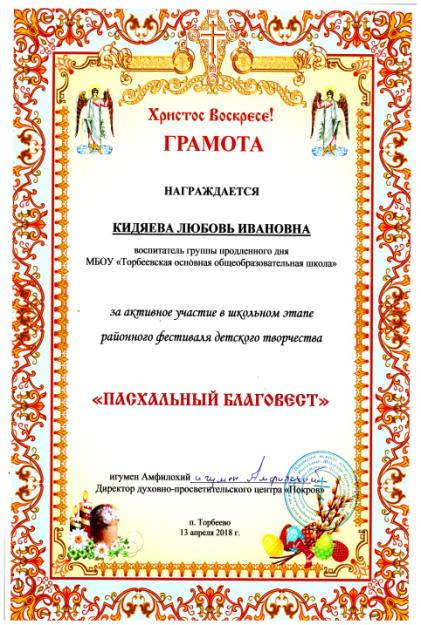 Христос Воскресе!
ГРАМОТА
НАГРАЖДАЕТСЯ
КИДЯЕВА ЛЮБОВЬ ИВАНОВНА
воспитатель группы продленного дня
МБОУ «Торбеевская основная общеобразовательная школа»
за активное участие в школьном этапе
районного фестиваля детского творчества
«ПАСХАЛЬНЫЙ БЛАГОВЕСТ»
игумен Амфилохий игумен Амфилохий
Директор духовно-просветительского центра «Покров»
п. Торбеево
13 апреля 2018 г.